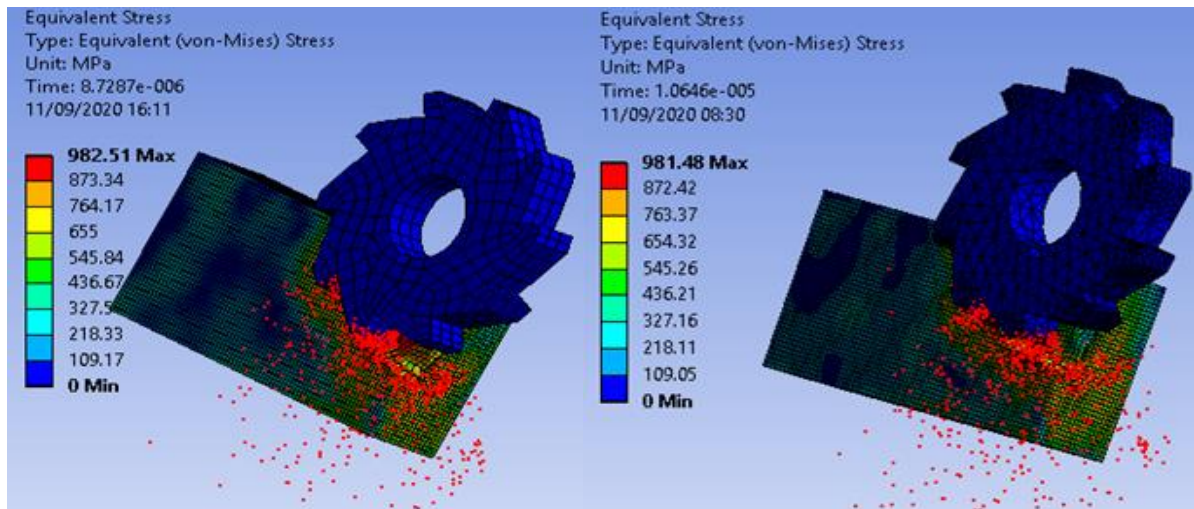 Equivalent Stress
Type: Equivalent (von-Mises) Stress
Unit: MPa
Time: 8.7287e-006
11/09/2020 16:11
982.51 Max
873.34
764.17
655
545.84
436.67
327.5
218.33
109.17
0 Min
Equivalent Stress
Type: Equivalent (von-Mises) Stress
Unit: MPa
Time: 1.0646e-005
11/09/2020 08:30
981.48 Max
872.42
763.37
654.32
545.26
436.21
327.16
218.11
109.05
0 Min